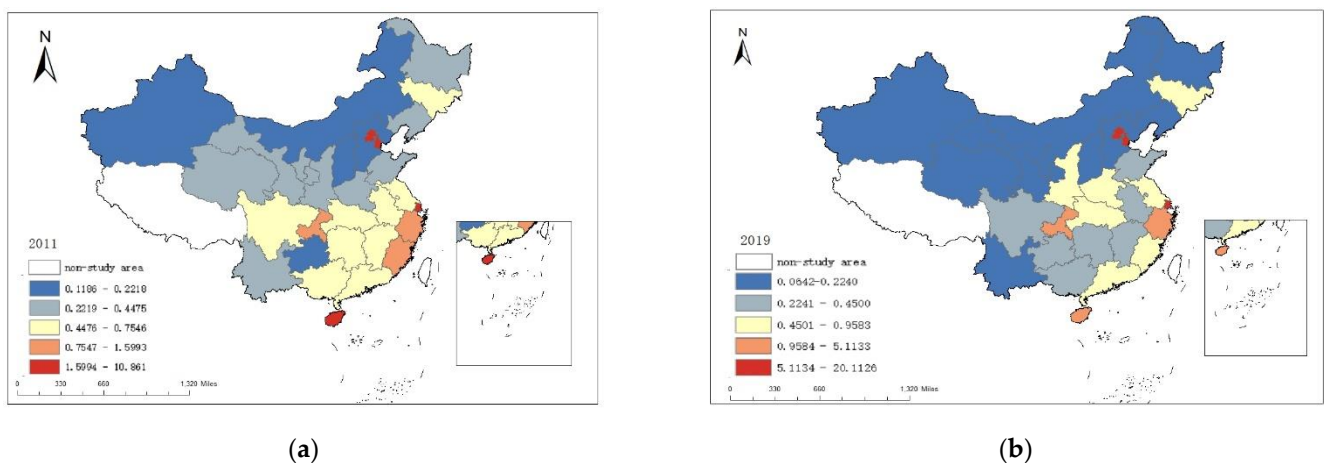 N
2011
non-study area
0.1186 - 0.2218
0.2219 - 0.4475
0.4476 - 0.7546
0.7547 - 1.5993
1.5994 - 10.861
0 330 660 1,320 Miles
(a)
N
2019
non-study area
0.0642-0.2240
0.2241 - 0.4500
0.4501 - 0.9583
0.9584 - 5.1133
5.1134 - 20.1126
0 330 660 1,320 Miles
(b)